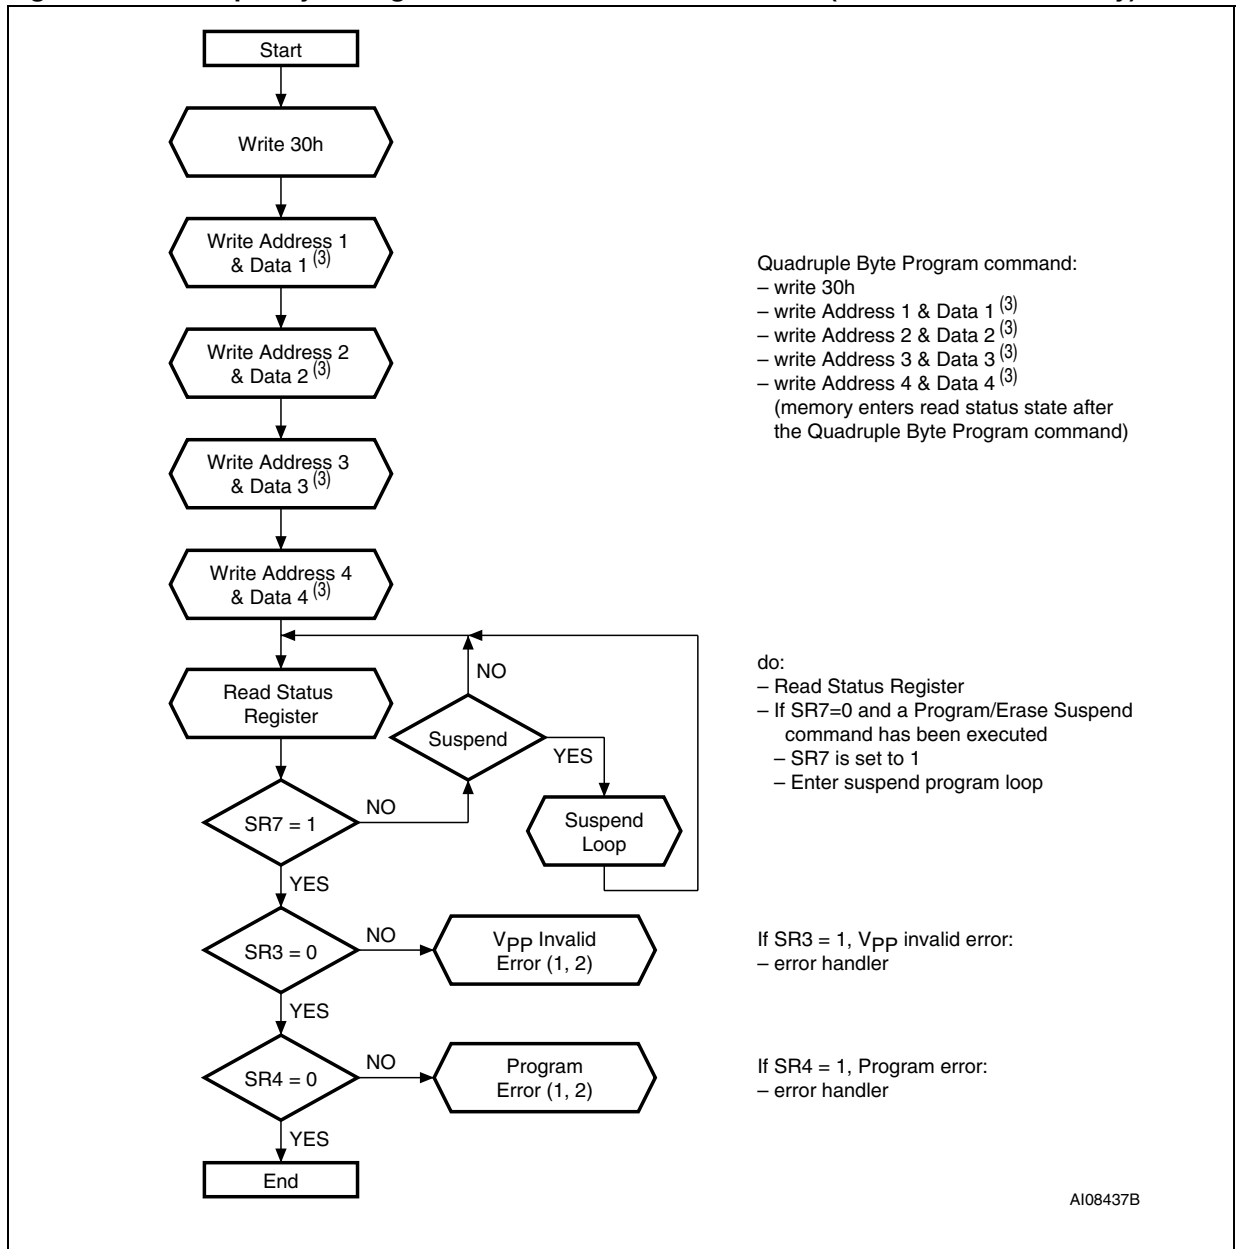 Start
Write 30h
Write Address 1
& Data 1 (3)
Write Address 2
& Data 2 (3)
Write Address 3
& Data 3 (3)
Write Address 4
& Data 4 (3)
Quadruple Byte Program command:
– write 30h
– write Address 1 & Data 1 (3)
– write Address 2 & Data 2 (3)
– write Address 3 & Data 3 (3)
– write Address 4 & Data 4 (3)
(memory enters read status state after
the Quadruple Byte Program command)
Read Status
Register
NO
Suspend
YES
Suspend
Loop
SR7 = 1
NO
YES
do:
– Read Status Register
– If SR7=0 and a Program/Erase Suspend
command has been executed
– SR7 is set to 1
– Enter suspend program loop
SR3 = 0
NO
VPP Invalid
Error (1, 2)
YES
If SR3 = 1, VPP invalid error:
– error handler
SR4 = 0
NO
Program
Error (1, 2)
YES
If SR4 = 1, Program error:
– error handler
End
AI08437B